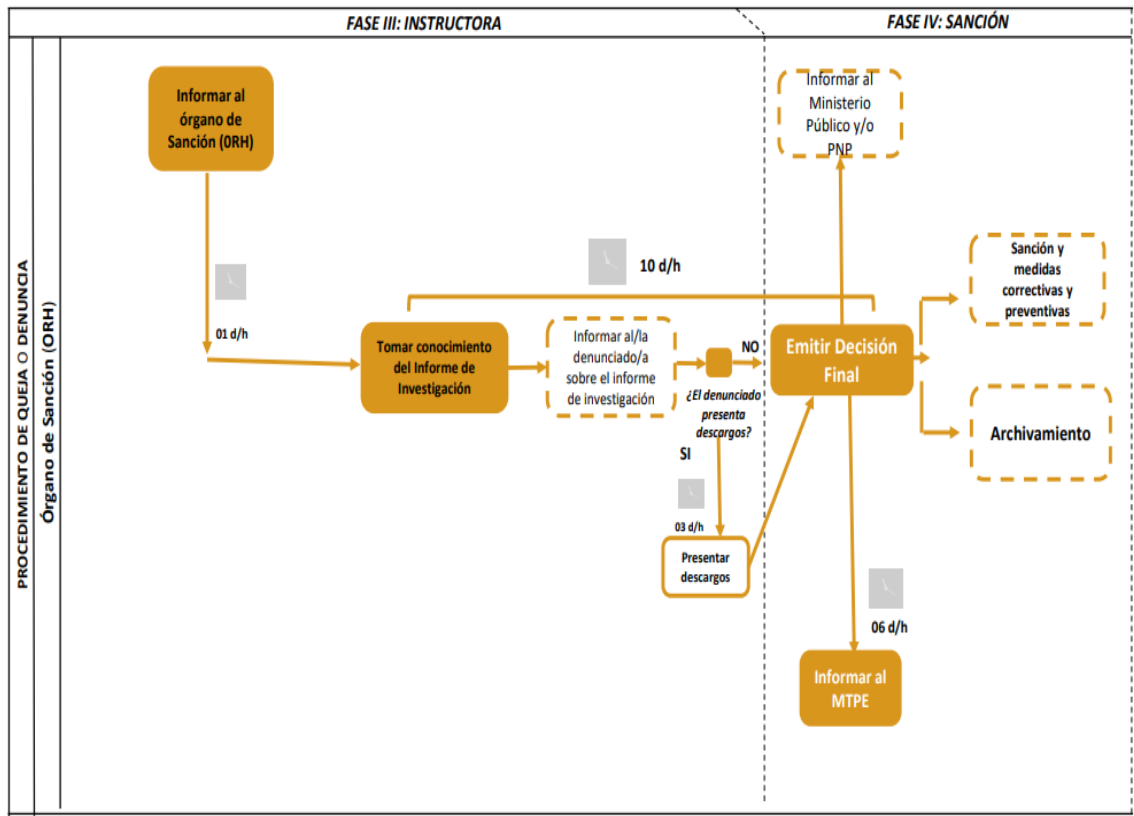 FASE III: INSTRUCTORA
FASE IV: SANCIÓN
PROCEDIMIENTO DE QUEJA O DENUNCIA
Órgano de Sanción (ORH)
Informar al
órgano de
Sanción (0RH)
01 d/h
10 d/h
Tomar conocimiento
del Informe de
Investigación
Informar al/la
denunciado/a
sobre el informe
de investigación
NO
¿El denunciado
presenta
descargos?
SI
03 d/h
Presentar
descargos
Informar al
Ministerio
Público y/o
PNP
Emitir Decisión
Final
Sanción y
medidas
correctivas y
preventivas
Archivamiento
06 d/h
Informar al
MTPE